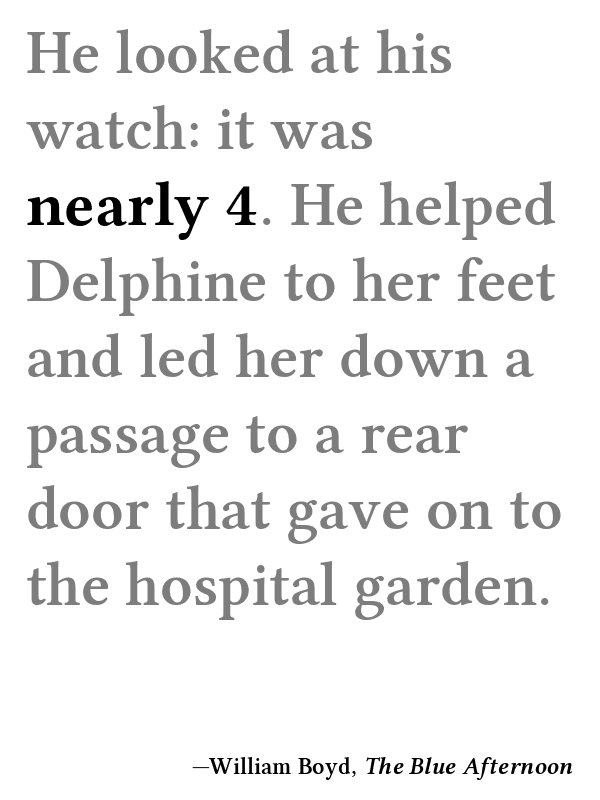 He looked at his
watch: it was
nearly 4. He helped
Delphine to her feet
and led her down a
passage to a rear
door that gave on to
the hospital garden.
—William Boyd, The Blue Afternoon